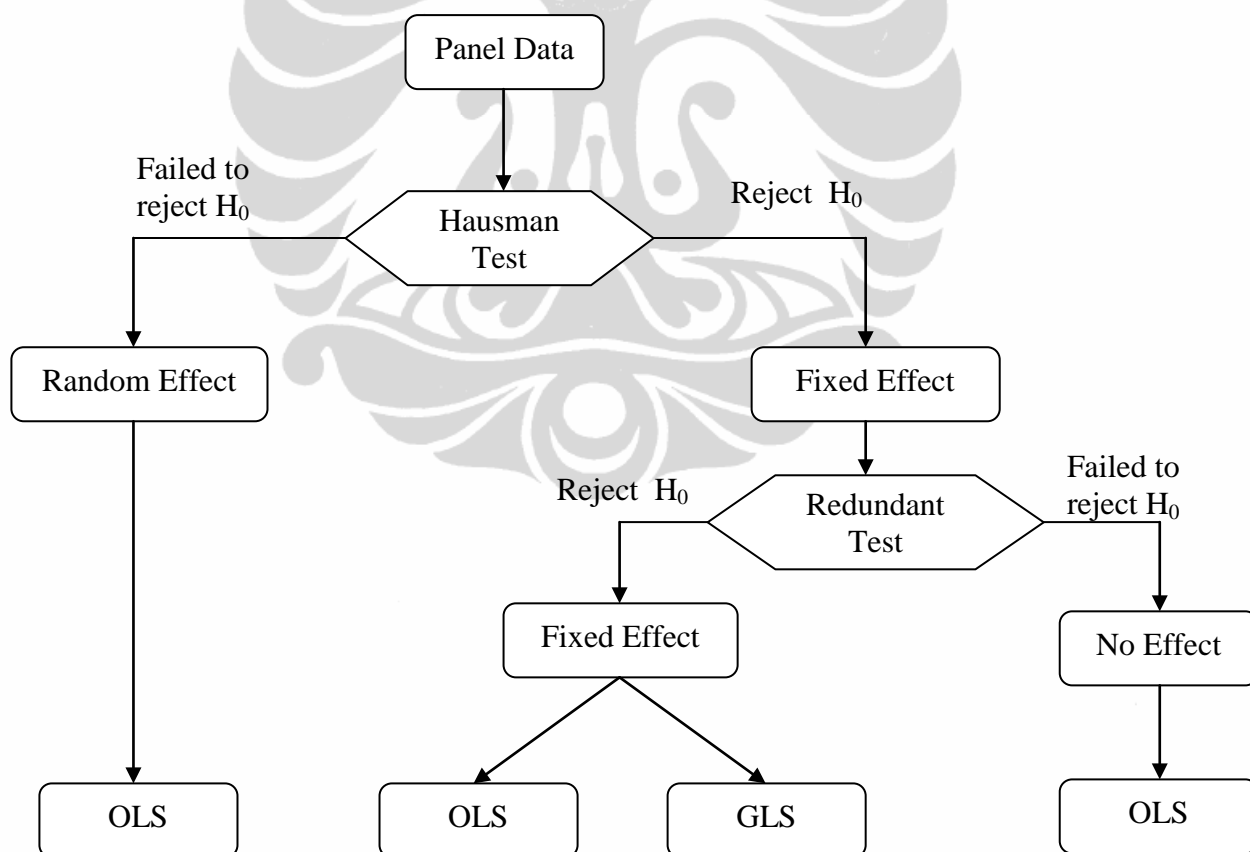 Panel Data
Failed to
reject H₀
Hausman
Test
Reject H₀
Random Effect
Fixed Effect
Reject H₀
Redundant
Test
Failed to
reject H₀
Fixed Effect
No Effect
OLS
OLS
GLS
OLS